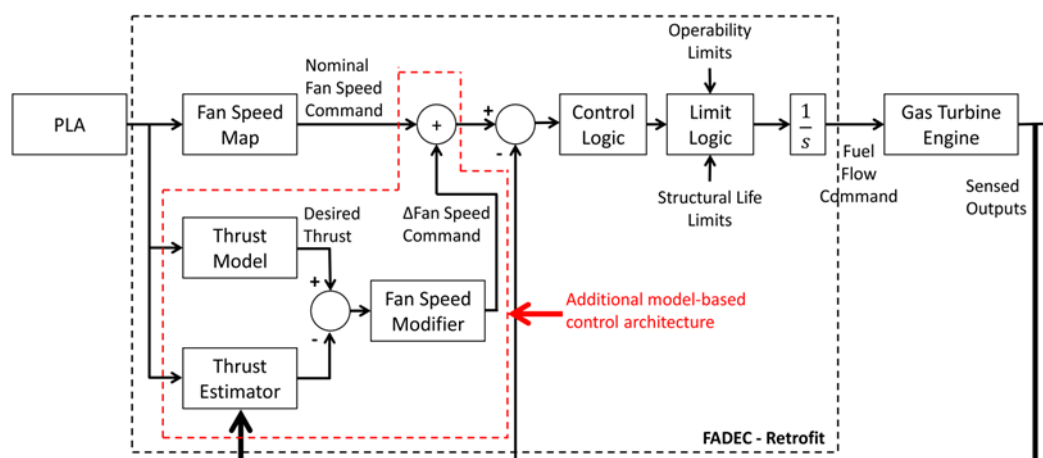 Operability
Limits
Nominal
Fan Speed
Command
PLA
Fan Speed
Map
+
+
-
Control
Logic
Limit
Logic
1
s
Gas Turbine
Engine
Fuel
Flow
Command
Sensed
Outputs
Structural Life
Limits
Desired
Thrust
ΔFan Speed
Command
Thrust
Model
+
-
Fan Speed
Modifier
Additional model-based
control architecture
Thrust
Estimator
FADEC - Retrofit